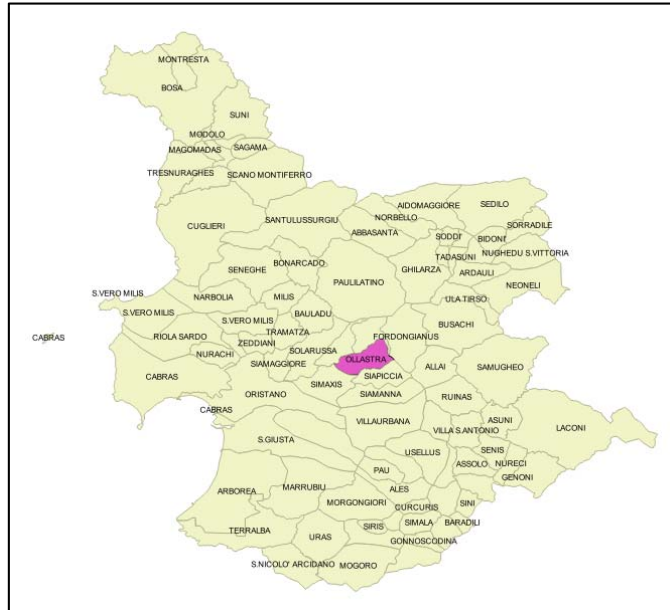 MONTRESTA
BOSA
SUNI
MODOLO
MAGOMADAS
SAGAMA
TRESNURAGHES
SCANO MONTIFERRO
CUGLIERI
SANTULUSSURGIU
AIDOMAGGIORE
SEDILO
NORBELLO
ABBASANTA
SODDI'
BIDONI'
SORRADILE
TADASUNI
NUGHEDU S.VITTORIA
BONARCADO
SENEGHE
PAULILATINO
GHILARZA
ARDAULI
NEONELI
S.VERO MILIS
NARBOLIA
MILIS
ULA TIRSO
S.VERO MILIS
S.VERO MILIS
BAULADU
BUSACHI
CABRAS
RIOLA SARDO
TRAMATZA
FORDONGIANUS
ZEDDIANI
NURACHI
SOLARUSSA
OLLASTRA
SIAMAGGIORE
ALLAI
SAMUGHEO
CABRAS
SIMAXIS
SIAPICCIA
ORISTANO
SIAMANNA
RUINAS
CABRAS
VILLAURBANA
ASUNI
VILLA S.ANTONIO
LACONI
S.GIUSTA
USELLUS
SENIS
ASSOLO
NURECI
PAU
GENONI
ARBOREA
MARRUBIU
ALES
MORGONGIORI
CURCURIS
SINI
SIRIS
SIMALA
BARADILI
TERRALBA
URAS
GONNOSCODINA
S.NICOLO' ARCIDANO
MOGORO